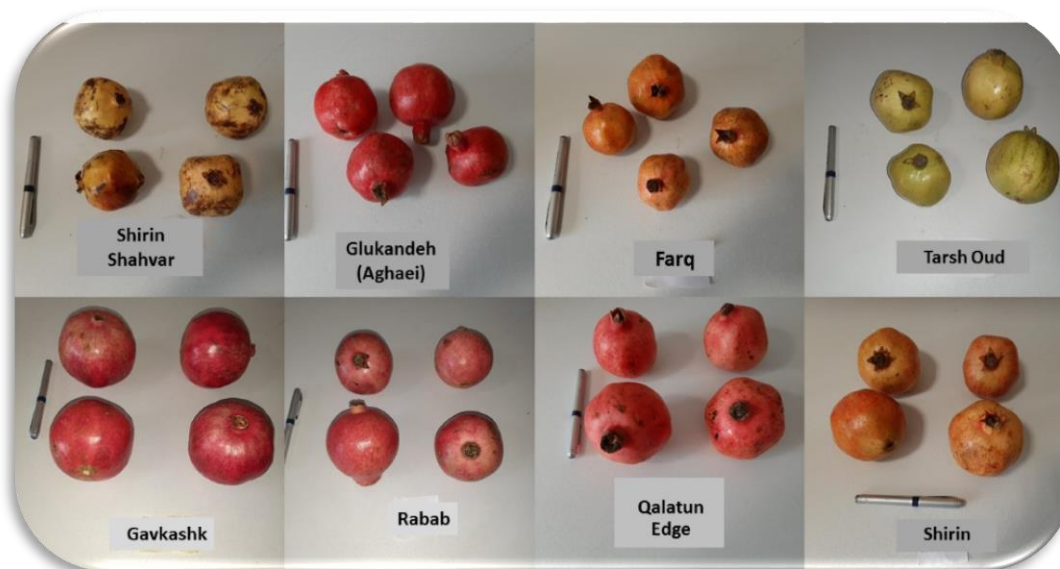 Shirin
Shahvar
Glukandeh
(Aghaei)
Farq
Tarsh Oud
Gavkashk
Rabab
Qalatun
Edge
Shirin